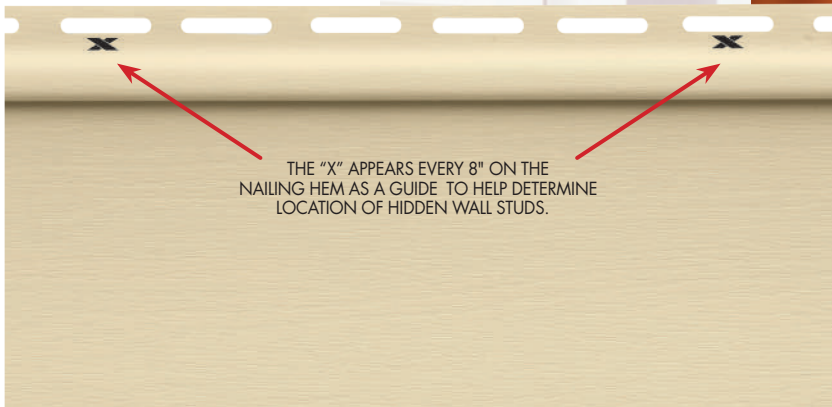 X X
THE “X” APPEARS EVERY 8" ON THE
NAILING HEM AS A GUIDE TO HELP DETERMINE
LOCATION OF HIDDEN WALL STUDS.